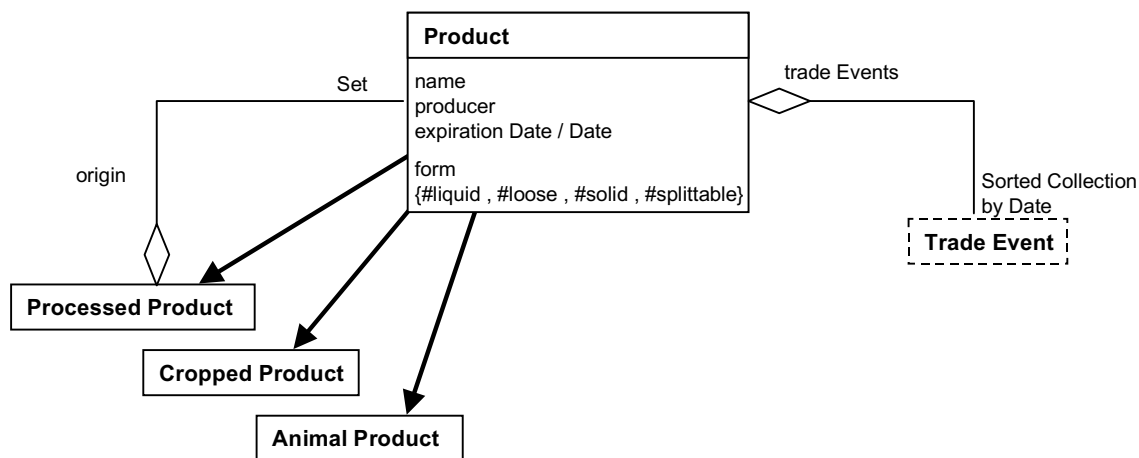 Product
name
producer
expiration Date / Date
form
{#liquid , #loose , #solid , #splittable}
Set
origin
trade Events
Sorted Collection
by Date
Trade Event
Processed Product
Cropped Product
Animal Product